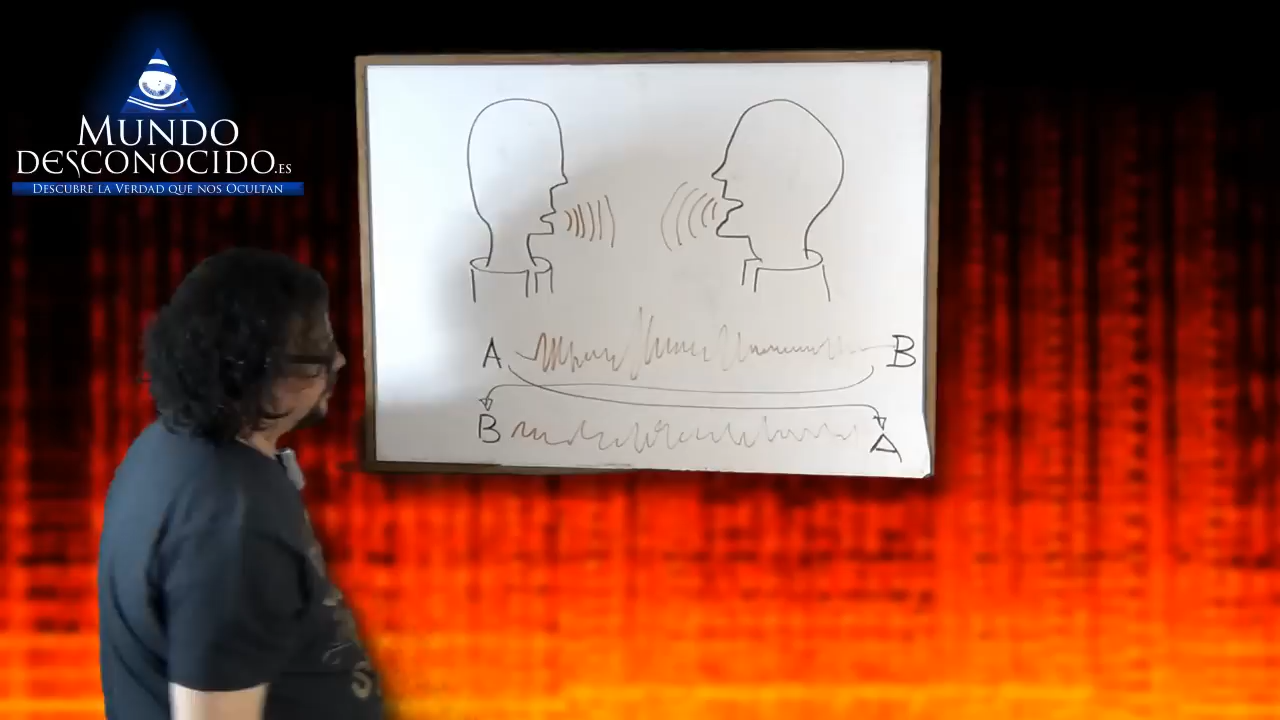 MUNDO
DESCONOCIDO.ES
DESCUBRE LA VERDAD QUE NOS OCULTAN
A B
B A